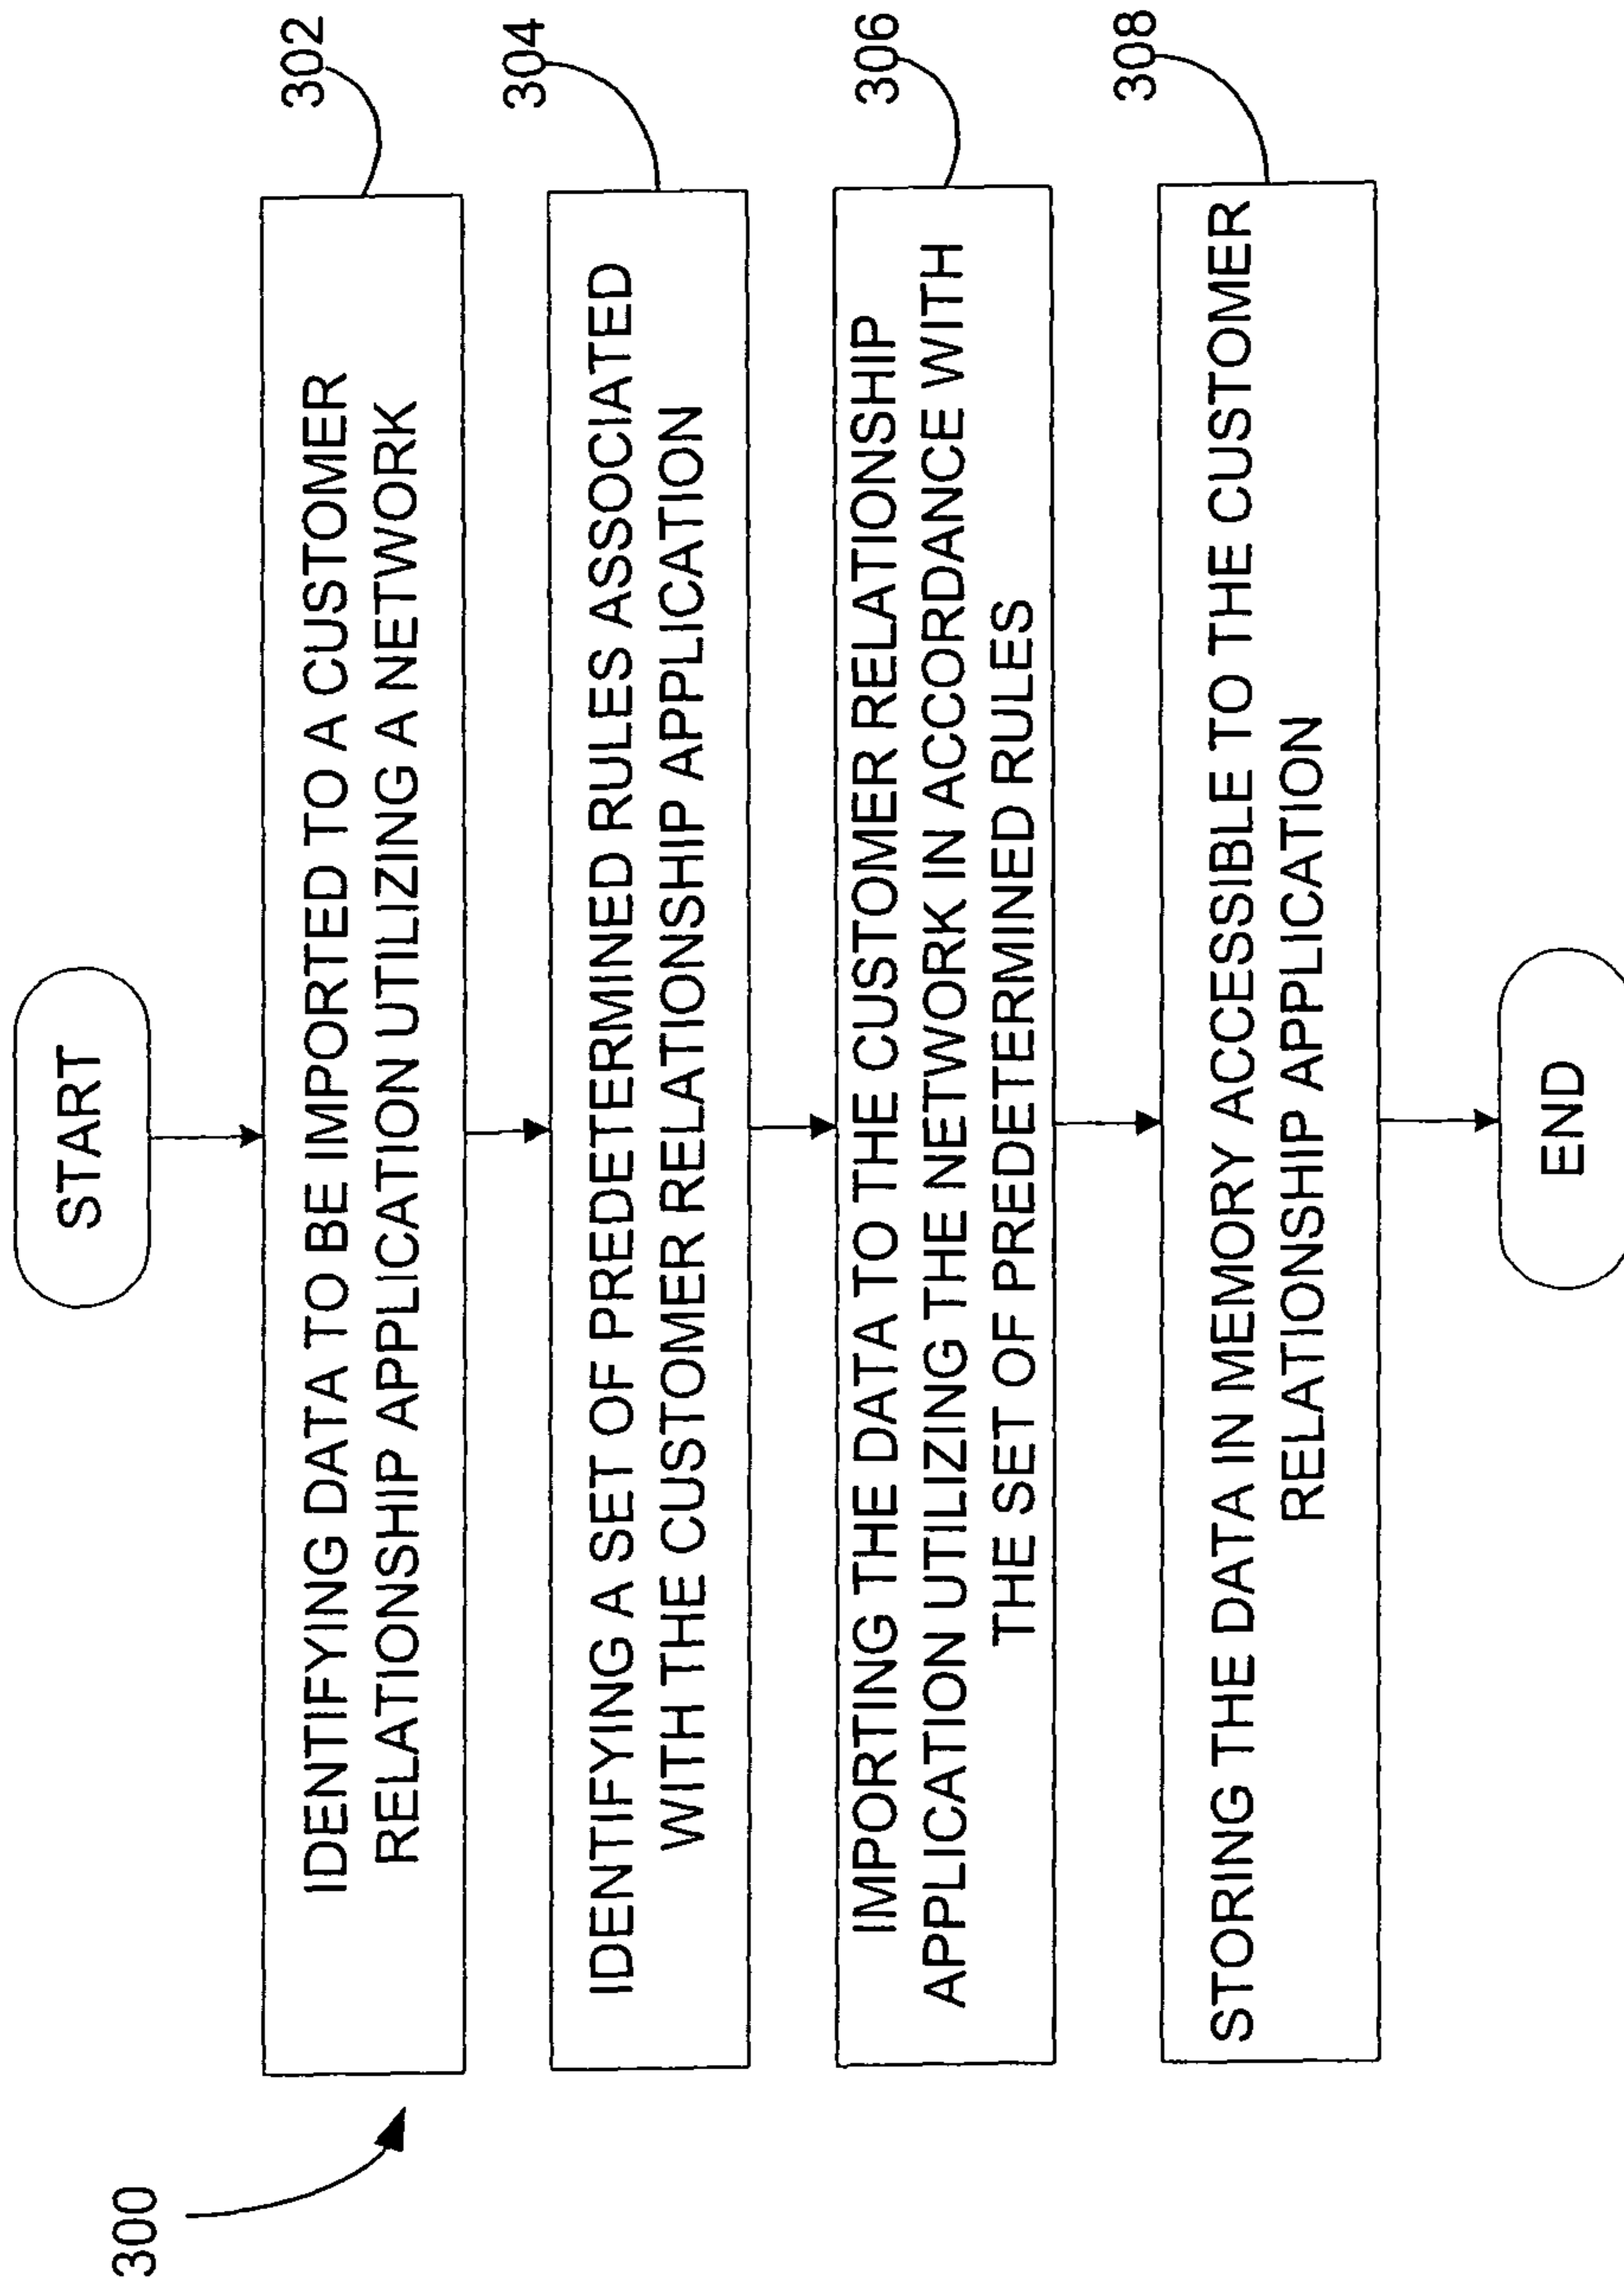 300
START
302
IDENTIFYING DATA TO BE IMPORTED TO A CUSTOMER
RELATIONSHIP APPLICATION UTILIZING A NETWORK
304
IDENTIFYING A SET OF PREDETERMINED RULES ASSOCIATED
WITH THE CUSTOMER RELATIONSHIP APPLICATION
306
IMPORTING THE DATA TO THE CUSTOMER RELATIONSHIP
APPLICATION UTILIZING THE NETWORK IN ACCORDANCE WITH
THE SET OF PREDETERMINED RULES
308
STORING THE DATA IN MEMORY ACCESSIBLE TO THE CUSTOMER
RELATIONSHIP APPLICATION
END